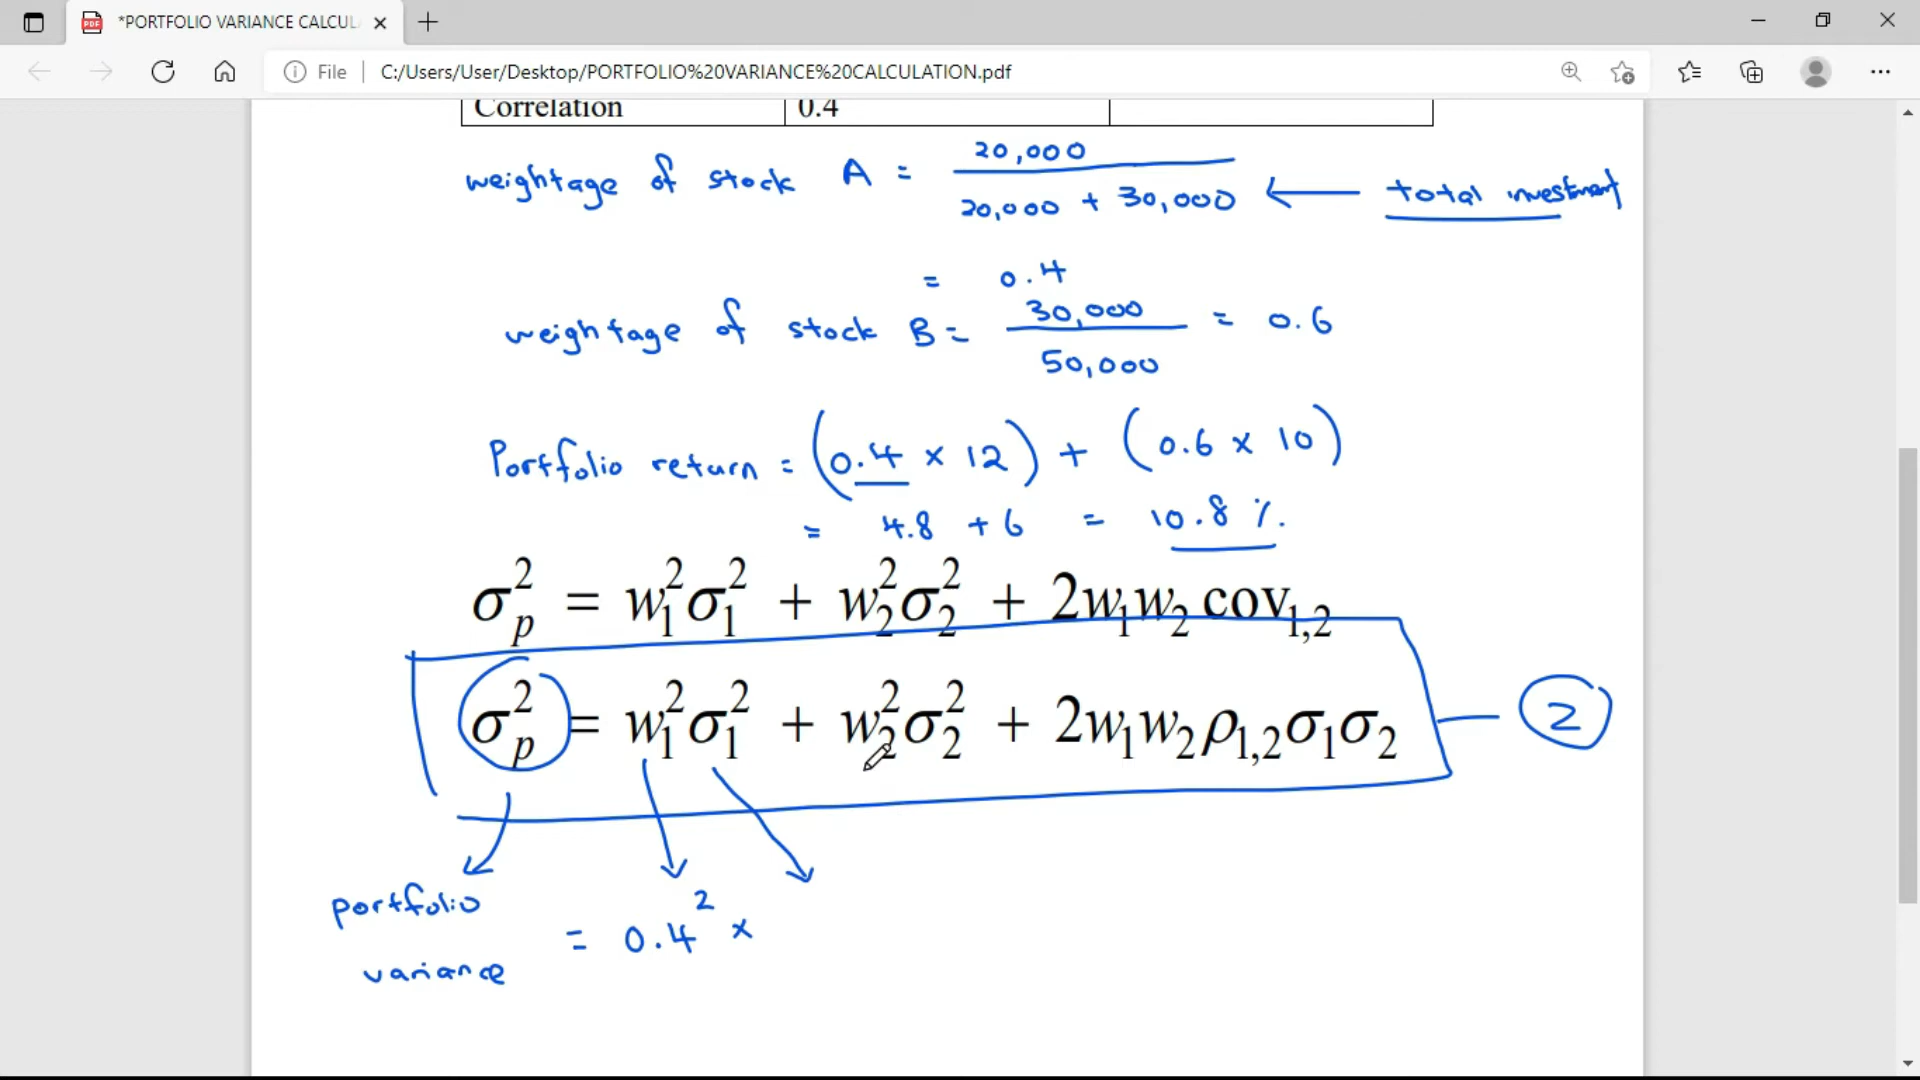 *PORTFOLIO VARIANCE CALCUL
File C:/Users/User/Desktop/PORTFOLIO%20VARIANCE%20CALCULATION.pdf
Correlation 0.4
weightage of stock A = 20,000 / 20,000 + 30,000 ← total investment
= 0.4
weightage of stock B = 30,000 / 50,000 = 0.6
Portfolio return = (0.4 × 12) + (0.6 × 10)
= 4.8 + 6 = 10.8 %
σ²p = w₁²σ₁² + w₂²σ₂² + 2w₁w₂ cov₁,₂
σ²p = w₁²σ₁² + w₂²σ₂² + 2w₁w₂ρ₁,₂σ₁σ₂ 2
portfolio
variance
= 0.4² ×